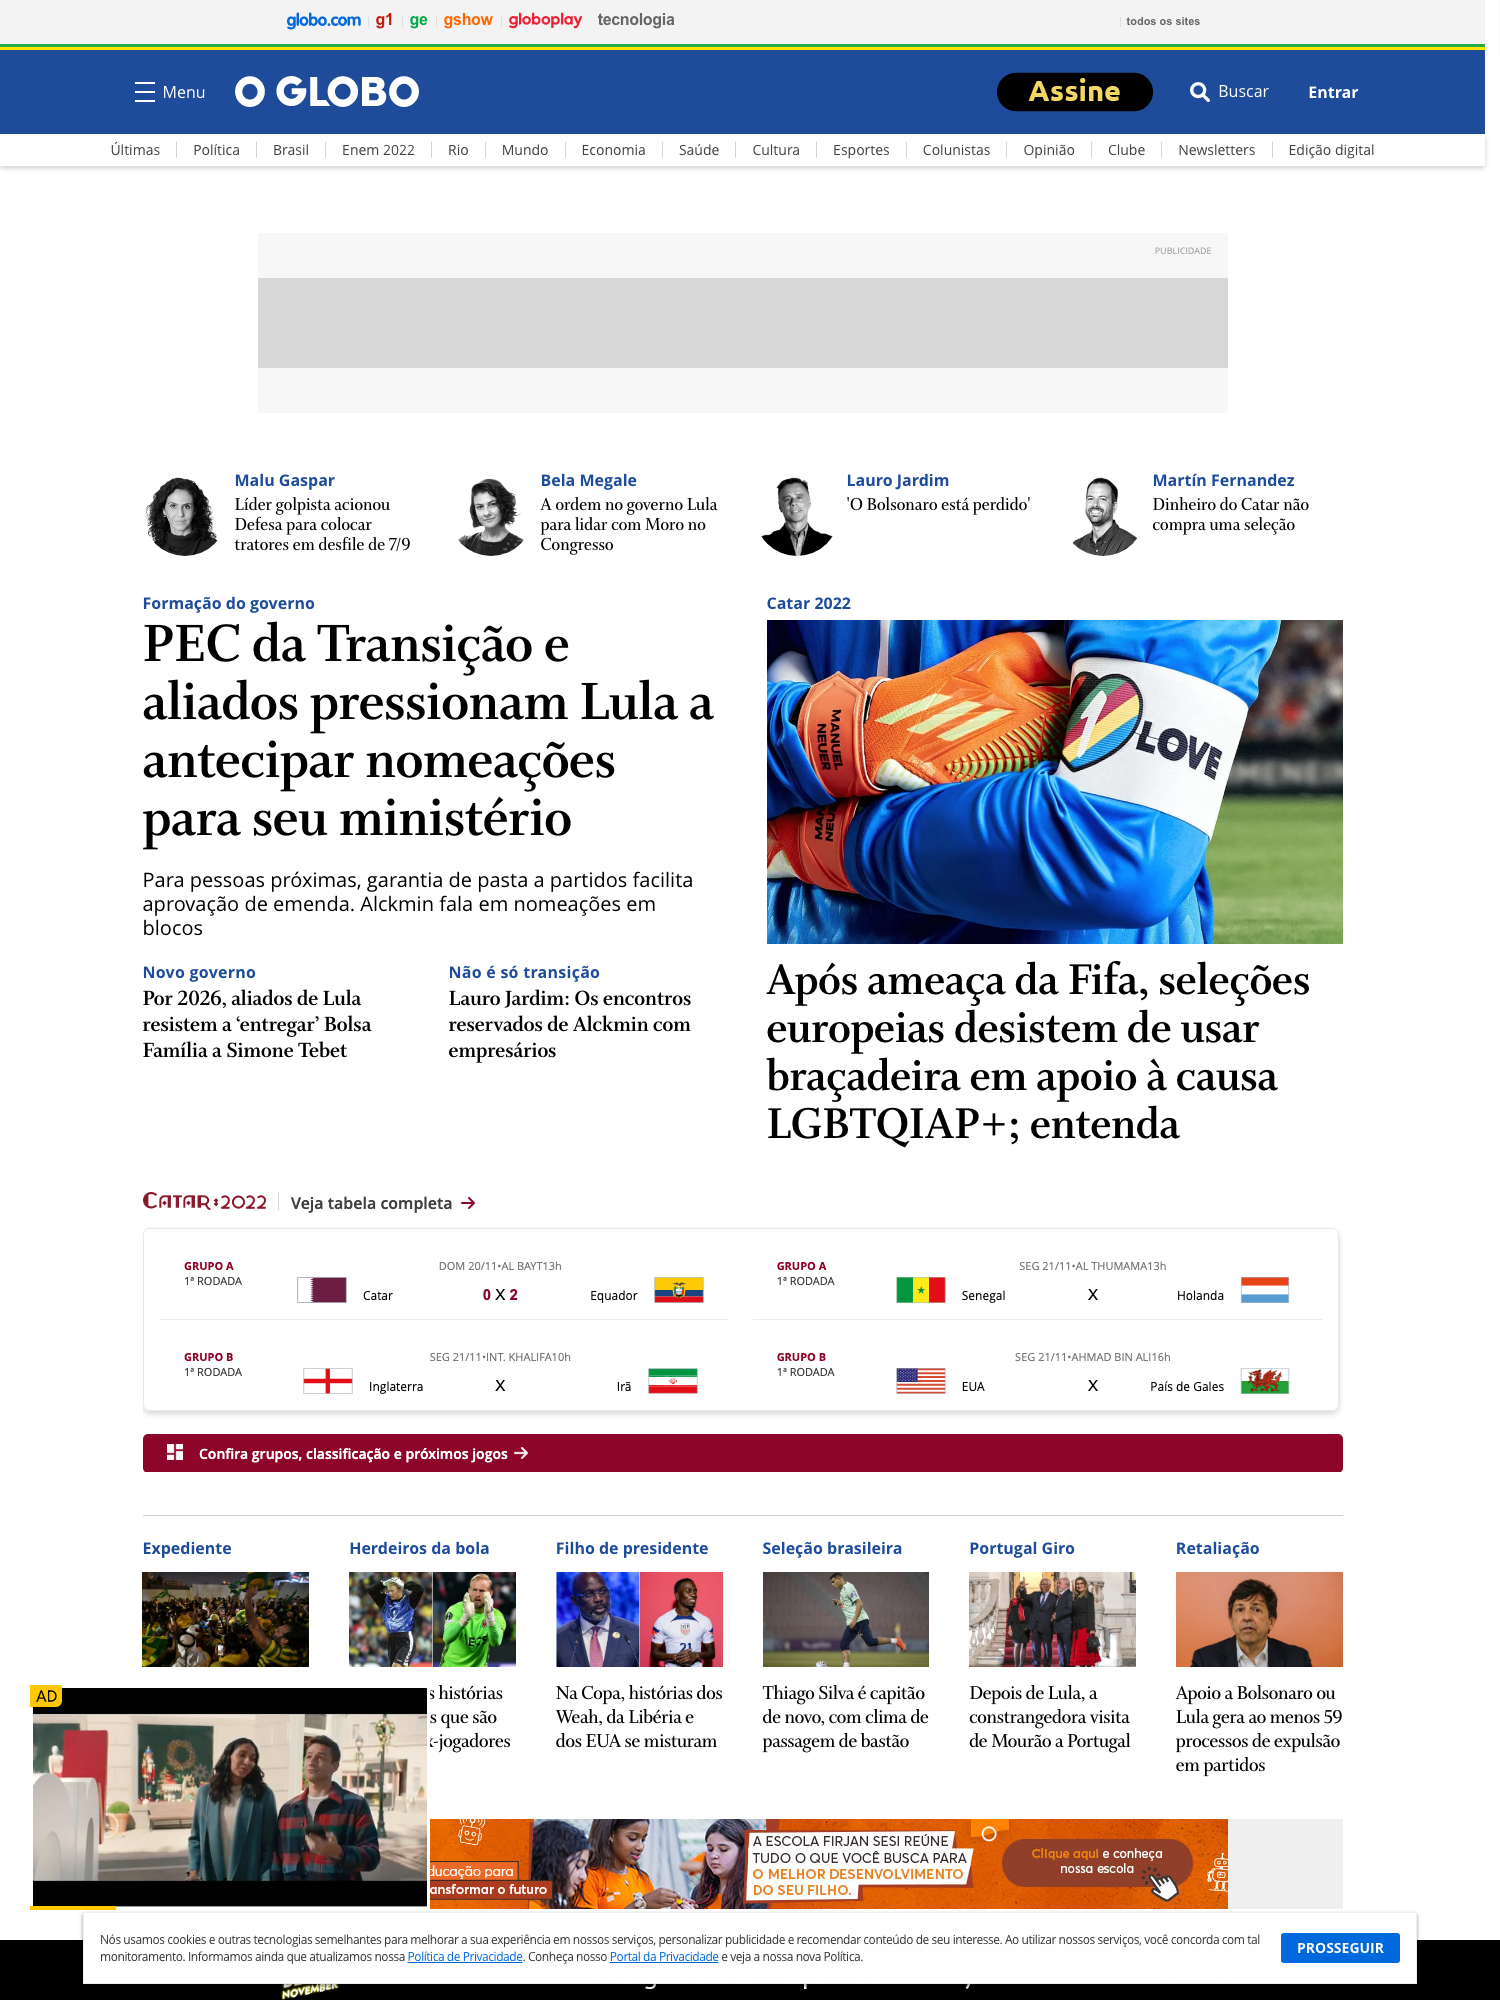 globo.com g1 ge gshow globoplay tecnologia todos os sites
Menu O GLOBO Assine Buscar Entrar
Últimas Política Brasil Enem 2022 Rio Mundo Economia Saúde Cultura Esportes Colunistas Opinião Clube Newsletters Edição digital
PUBLICIDADE
Malu Gaspar
Líder golpista acionou
Defesa para colocar
tratores em desfile de 7/9
Bela Megale
A ordem no governo Lula
para lidar com Moro no
Congresso
Lauro Jardim
'O Bolsonaro está perdido'
Martín Fernandez
Dinheiro do Catar não
compra uma seleção
Formação do governo
PEC da Transição e
aliados pressionam Lula a
antecipar nomeações
para seu ministério
Para pessoas próximas, garantia de pasta a partidos facilita
aprovação de emenda. Alckmin fala em nomeações em
blocos
Novo governo
Por 2026, aliados de Lula
resistem a ‘entregar’ Bolsa
Família a Simone Tebet
Não é só transição
Lauro Jardim: Os encontros
reservados de Alckmin com
empresários
Catar 2022
MANUEL
NEUER
1 LOVE
Após ameaça da Fifa, seleções
europeias desistem de usar
braçadeira em apoio à causa
LGBTQIAP+; entenda
CATAR:2022 Veja tabela completa →
GRUPO A
1ª RODADA
DOM 20/11•AL BAYT13h
Catar 0 X 2 Equador
GRUPO A
1ª RODADA
SEG 21/11•AL THUMAMA13h
Senegal X Holanda
GRUPO B
1ª RODADA
SEG 21/11•INT. KHALIFA10h
Inglaterra X Irã
GRUPO B
1ª RODADA
SEG 21/11•AHMAD BIN ALI16h
EUA X País de Gales
Confira grupos, classificação e próximos jogos →
Expediente
Herdeiros da bola
s histórias
s que são
x-jogadores
Filho de presidente
21
Na Copa, histórias dos
Weah, da Libéria e
dos EUA se misturam
Seleção brasileira
Thiago Silva é capitão
de novo, com clima de
passagem de bastão
Portugal Giro
Depois de Lula, a
constrangedora visita
de Mourão a Portugal
Retaliação
Apoio a Bolsonaro ou
Lula gera ao menos 59
processos de expulsão
em partidos
AD
ducação para
ansformar o futuro
A ESCOLA FIRJAN SESI REÚNE
TUDO O QUE VOCÊ BUSCA PARA
O MELHOR DESENVOLVIMENTO
DO SEU FILHO.
Clique aqui e conheça
nossa escola
Nós usamos cookies e outras tecnologias semelhantes para melhorar a sua experiência em nossos serviços, personalizar publicidade e recomendar conteúdo de seu interesse. Ao utilizar nossos serviços, você concorda com tal
monitoramento. Informamos ainda que atualizamos nossa Política de Privacidade. Conheça nosso Portal da Privacidade e veja a nossa nova Política.
PROSSEGUIR
NOVEMBER